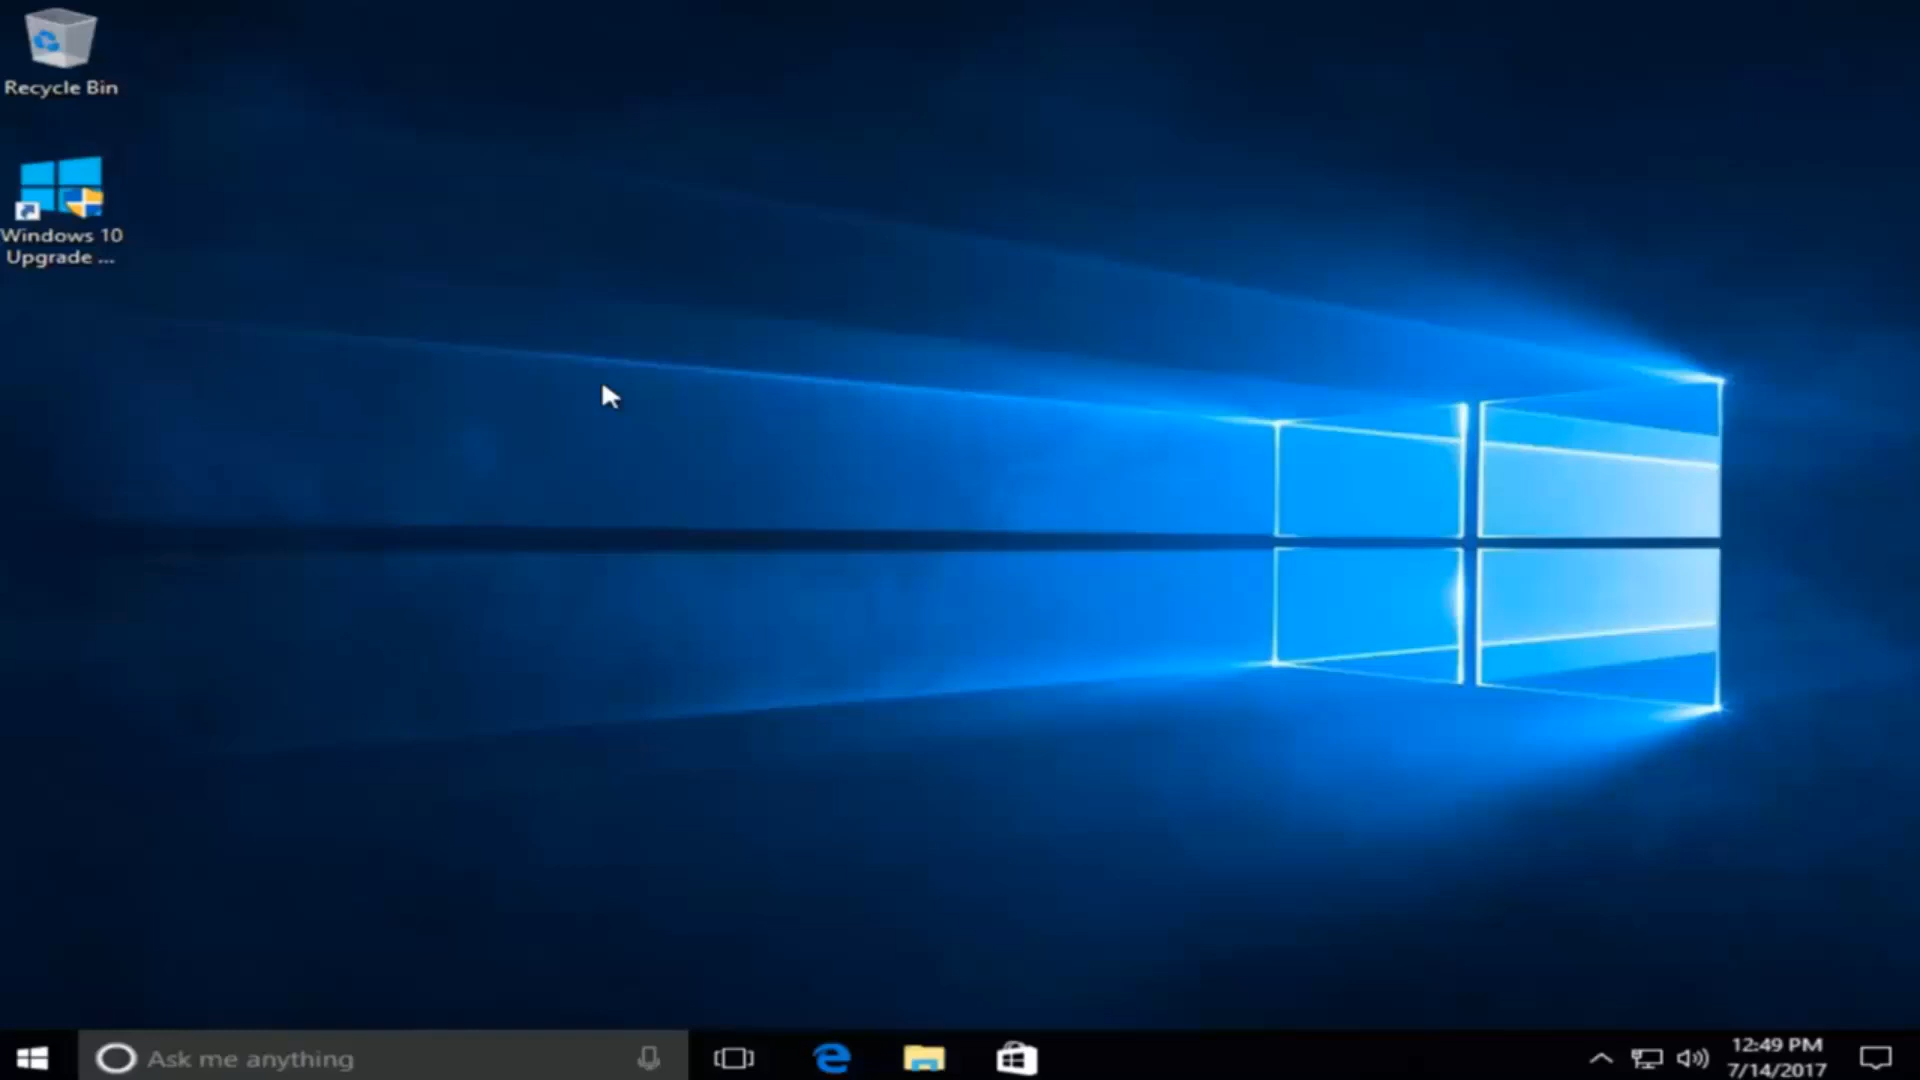 Recycle Bin
Windows 10
Upgrade ...
Ask me anything
12:49 PM
7/14/2017